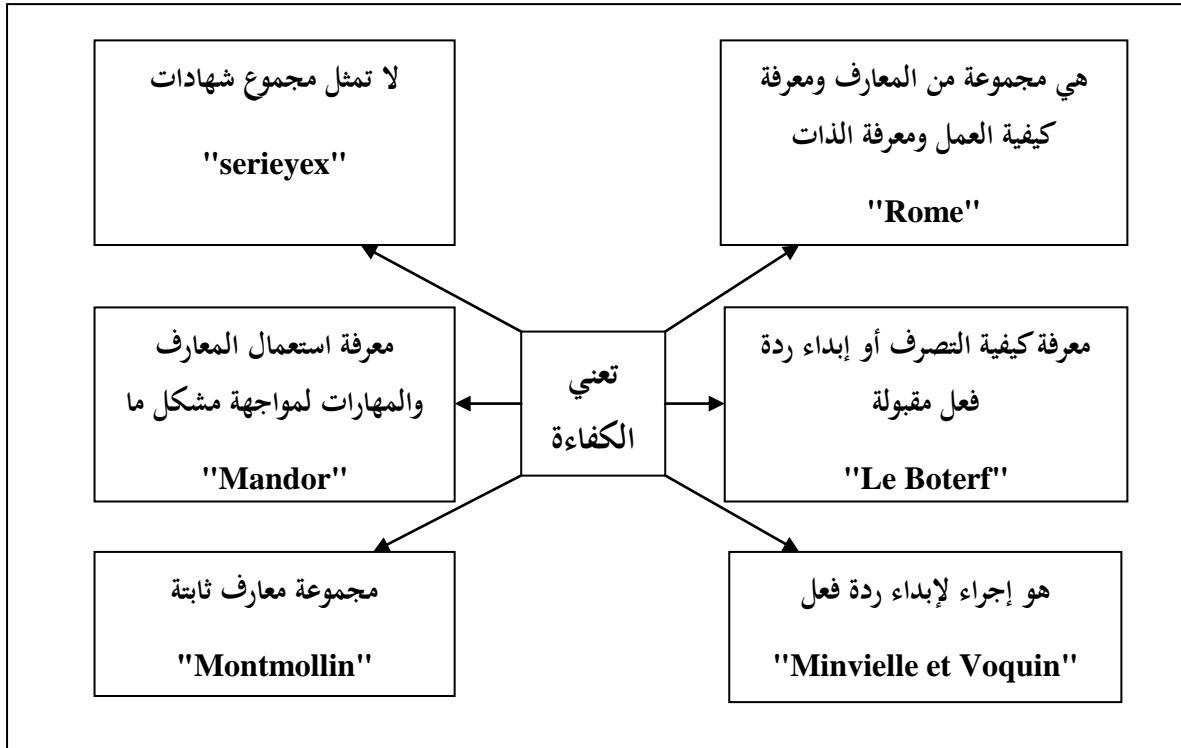 هي مجموعة من المعارف ومعرفة
كيفية العمل ومعرفة الذات
"Rome"
لا تمثل مجموع شهادات
"serieyex"
معرفة كيفية التصرف أو إبداء ردة
فعل مقبولة
"Le Boterf"
تعني
الكفاءة
معرفة استعمال المعارف
والمهارات لمواجهة مشكل ما
"Mandor"
هو إجراء لإبداء ردة فعل
"Minvielle et Voquin"
مجموعة معارف ثابتة
"Montmollin"